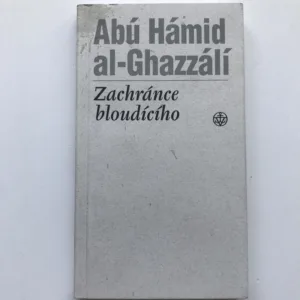 Abú Hámid
al-Ghazzálí
Zachránce
bloudícího